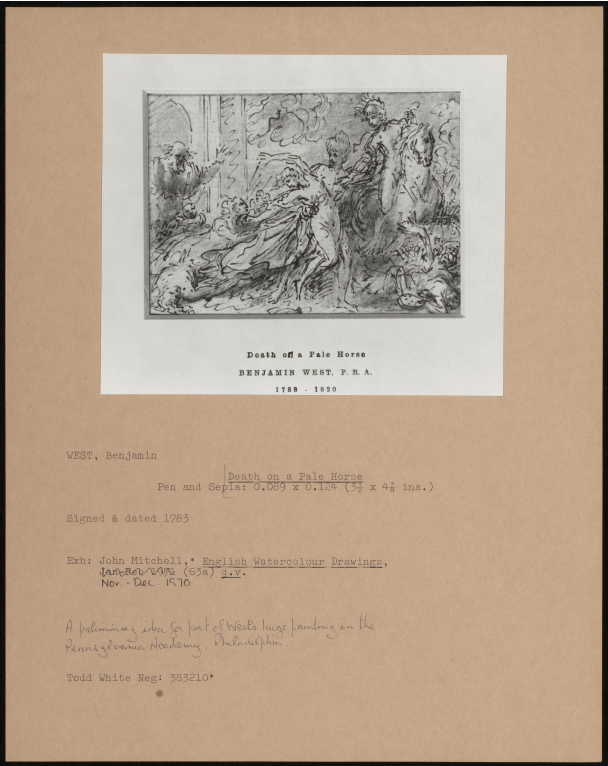 Death on a Pale Horse
BENJAMIN WEST, P. R. A.
1738 - 1820
WEST, Benjamin
Death on a Pale Horse
Pen and Sepia: 0.089 x 0.124 (3½ x 4⅞ ins.)
Signed & dated 1783
Exh: John Mitchell,* English Watercolour Drawings,
(63a) q.v.
Nov. - Dec 1970
A preliminary idea for part of West's huge painting in the
Pennsylvania Academy, Philadelphia
Todd White Neg: 383210*